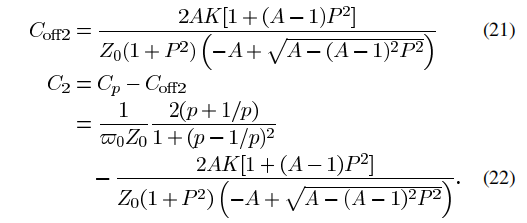 C_{off2} = \frac{2AK[1 + (A - 1)P^2]}{Z_0(1 + P^2)\left(-A + \sqrt{A - (A - 1)^2P^2}\right)} (21)
C_2 = C_p - C_{off2}
= \frac{1}{\varpi_0 Z_0} \frac{2(p + 1/p)}{1 + (p - 1/p)^2}
- \frac{2AK[1 + (A - 1)P^2]}{Z_0(1 + P^2)\left(-A + \sqrt{A - (A - 1)^2P^2}\right)}. (22)